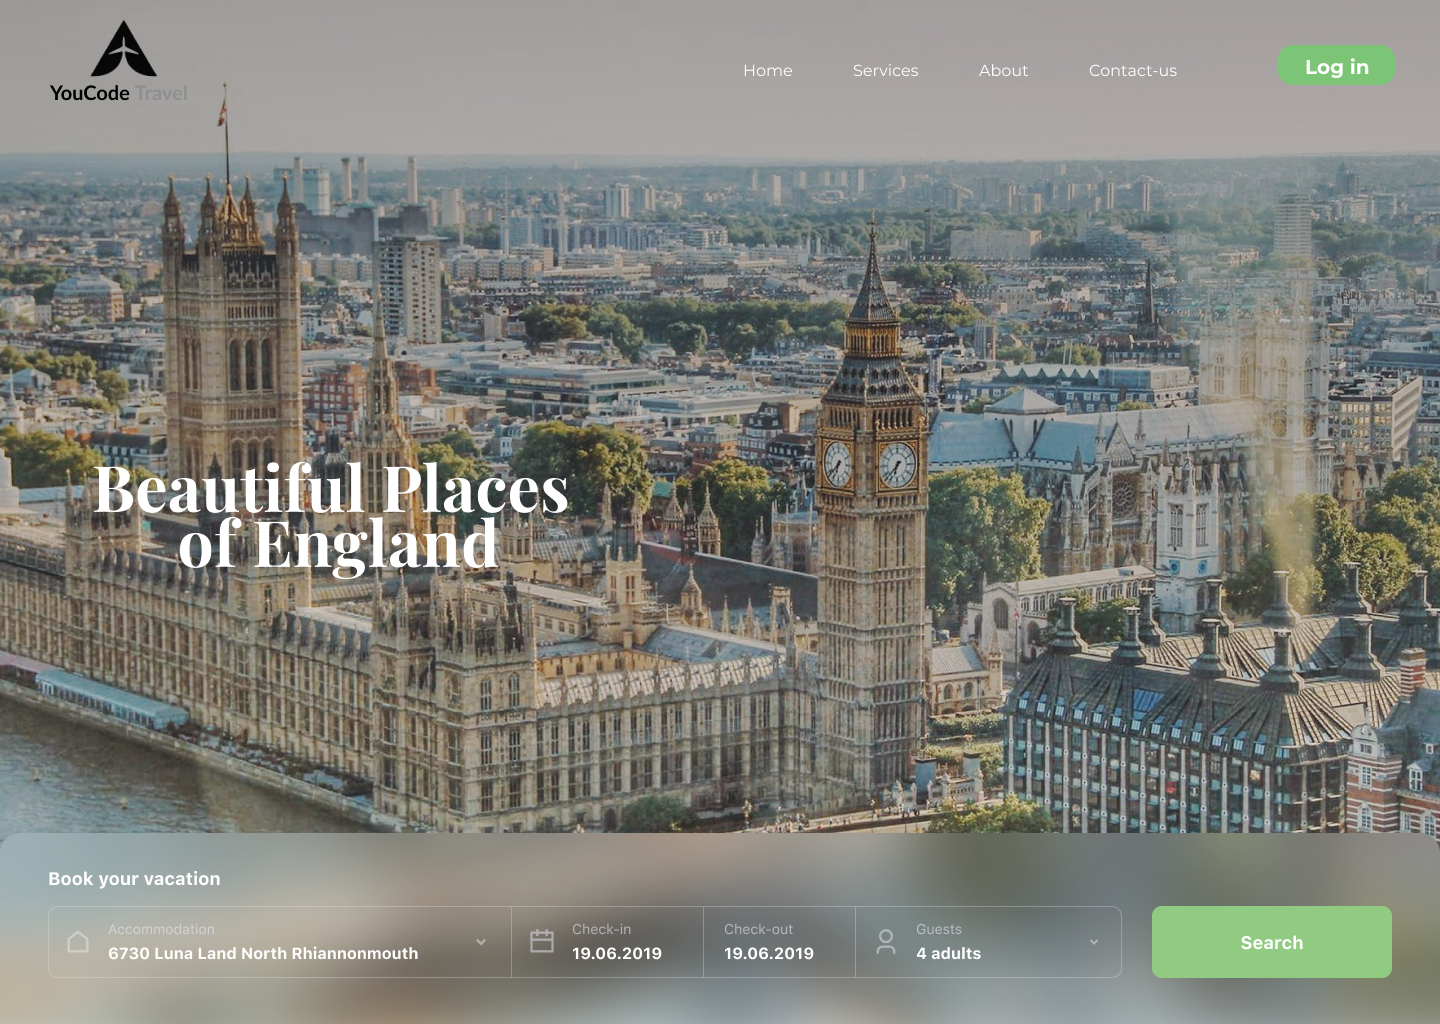 YouCode Travel
Home Services About Contact-us Log in
Beautiful Places
of England
Book your vacation
Accommodation Check-in Check-out Guests
6730 Luna Land North Rhiannonmouth 19.06.2019 19.06.2019 4 adults
Search